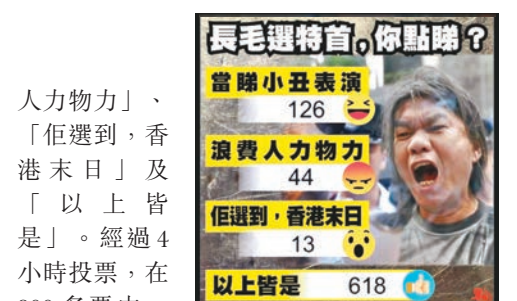 人力物力」、
「佢選到，香
港末日」及
「以上皆
是」。經過4
小時投票，在
長毛選特首，你點睇？
當睇小丑表演
126
浪費人力物力
44
佢選到，香港末日
13
以上皆是 618